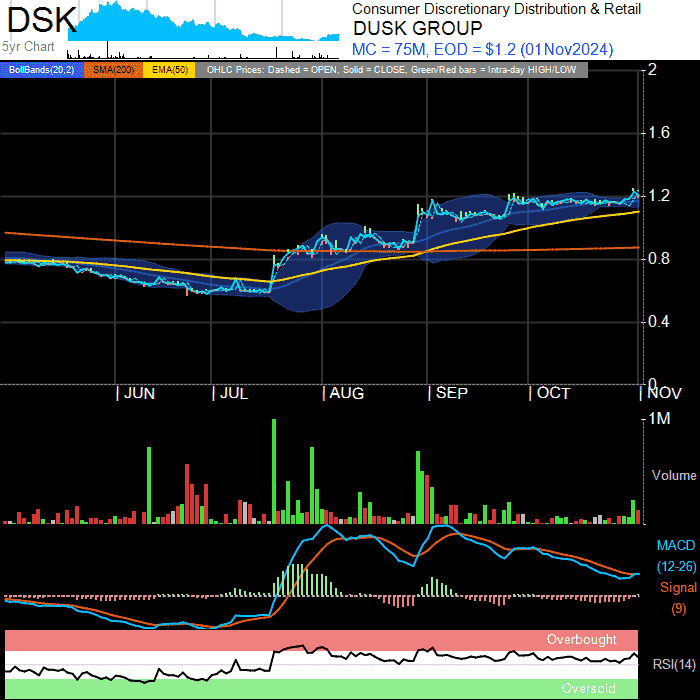 DSK
Consumer Discretionary Distribution & Retail
DUSK GROUP
5yr Chart
MC = 75M, EOD = $1.2 (01Nov2024)
BollBands(20,2) SMA(200) EMA(50) OHLC Prices: Dashed = OPEN, Solid = CLOSE, Green/Red bars = Intra-day HIGH/LOW
2
1.6
1.2
0.8
0.4
0
JUN JUL AUG SEP OCT NOV
1M
Volume
MACD
(12-26)
Signal
(9)
Overbought
RSI(14)
Oversold